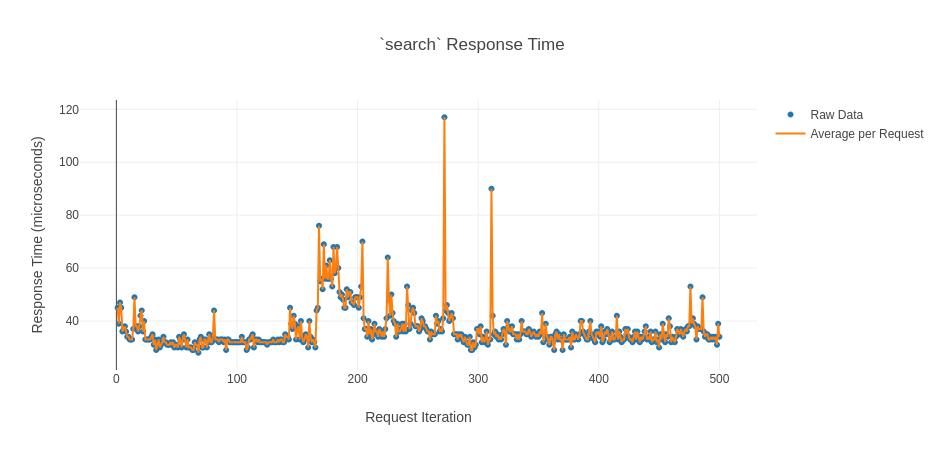 `search` Response Time
Raw Data
Average per Request
Response Time (microseconds)
120
100
80
60
40
0
100
200
300
400
500
Request Iteration